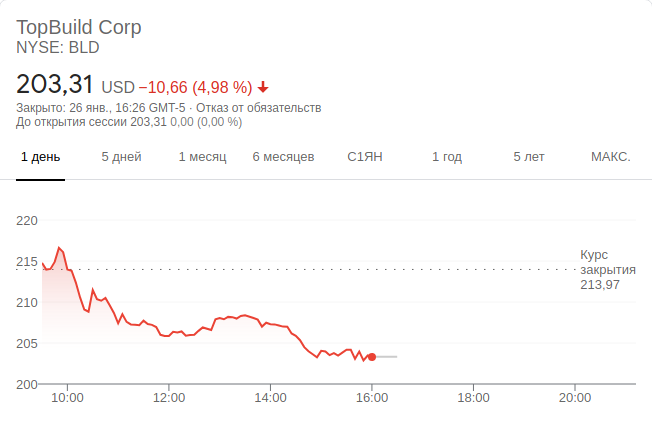 TopBuild Corp
NYSE: BLD
203,31 USD −10,66 (4,98 %)
Закрыто: 26 янв., 16:26 GMT-5 · Отказ от обязательств
До открытия сессии 203,31 0,00 (0,00 %)
1 день 5 дней 1 месяц 6 месяцев С1ЯН 1 год 5 лет МАКС.
220
215
210
205
200
Курс
закрытия
213,97
10:00 12:00 14:00 16:00 18:00 20:00